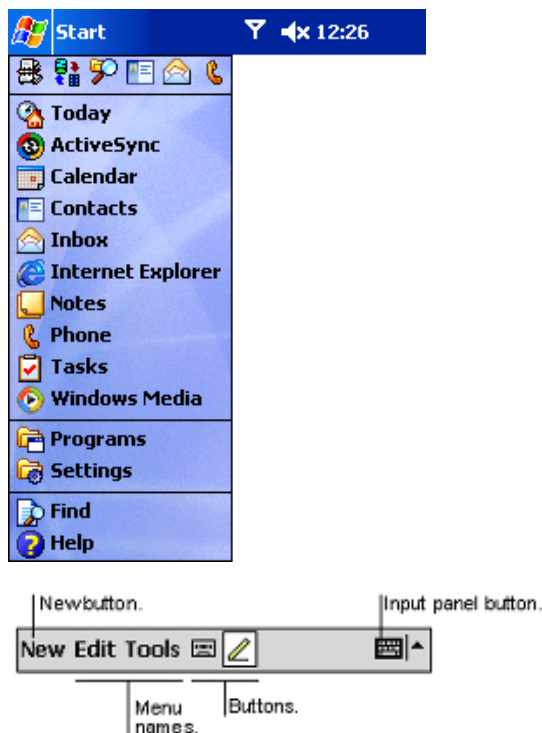 Start 12:26
Today
ActiveSync
Calendar
Contacts
Inbox
Internet Explorer
Notes
Phone
Tasks
Windows Media
Programs
Settings
Find
Help
Newbutton. Input panel button.
New Edit Tools
Menu Buttons.
names.